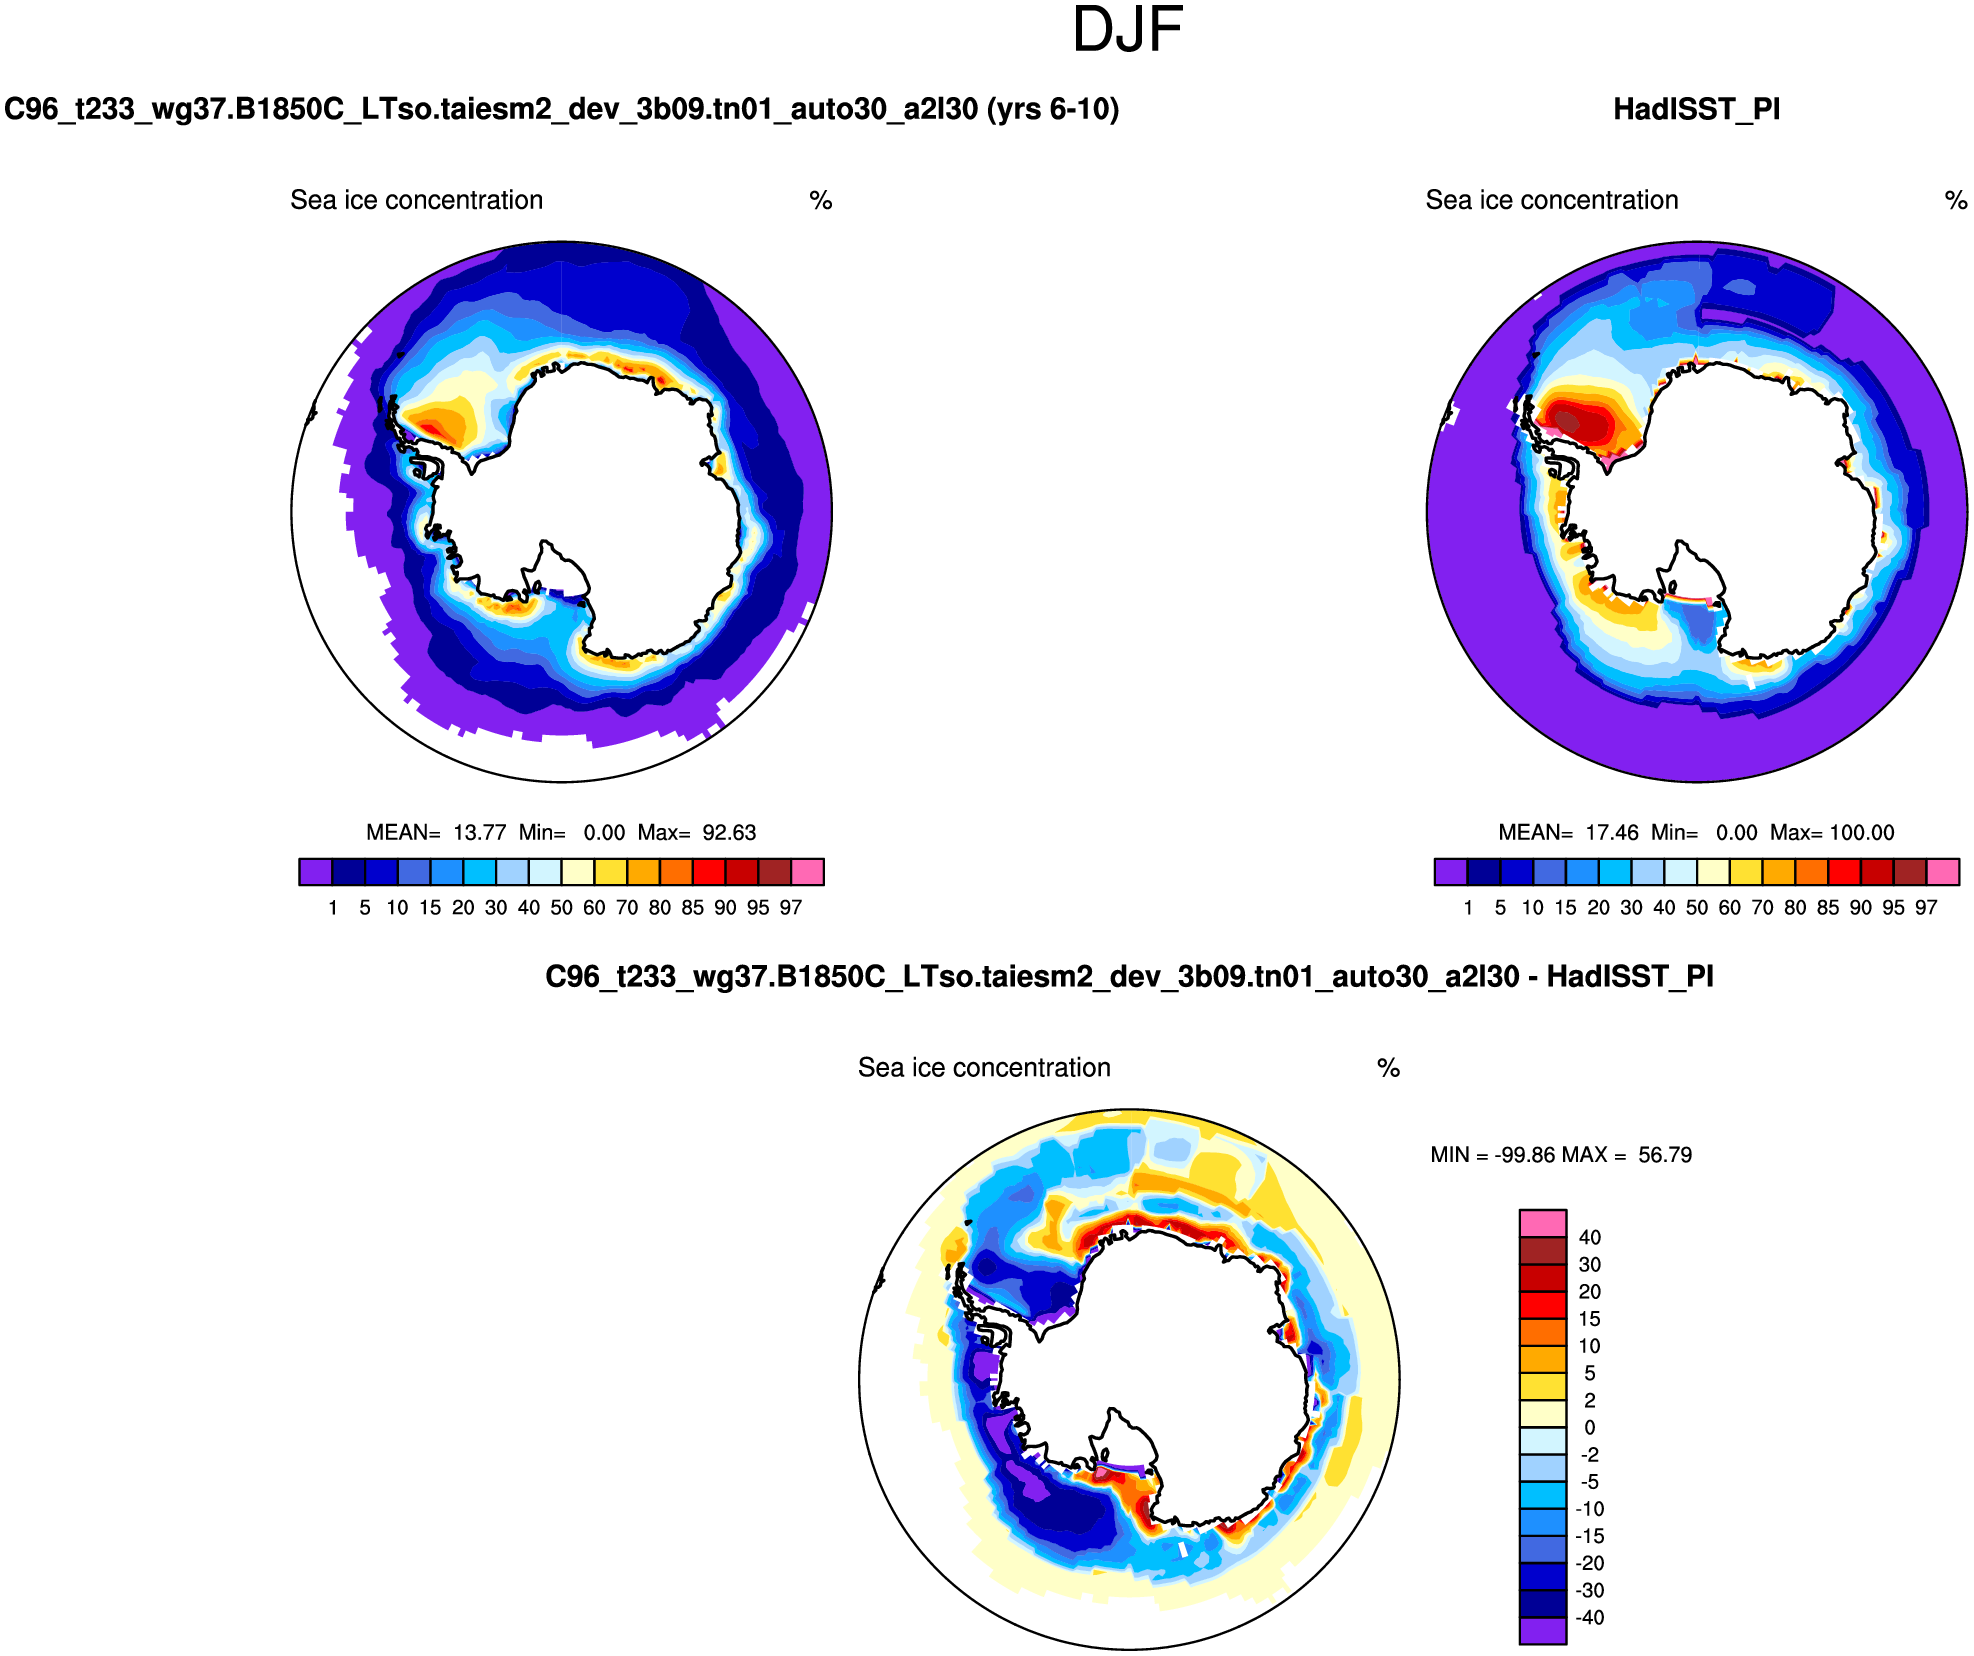 DJF
C96_t233_wg37.B1850C_LTso.taiesm2_dev_3b09.tn01_auto30_a2l30 (yrs 6-10)
HadISST_PI
Sea ice concentration %
Sea ice concentration %
MEAN= 13.77 Min= 0.00 Max= 92.63
MEAN= 17.46 Min= 0.00 Max= 100.00
1 5 10 15 20 30 40 50 60 70 80 85 90 95 97
1 5 10 15 20 30 40 50 60 70 80 85 90 95 97
C96_t233_wg37.B1850C_LTso.taiesm2_dev_3b09.tn01_auto30_a2l30 - HadISST_PI
Sea ice concentration %
MIN = -99.86 MAX = 56.79
40
30
20
15
10
5
2
0
-2
-5
-10
-15
-20
-30
-40